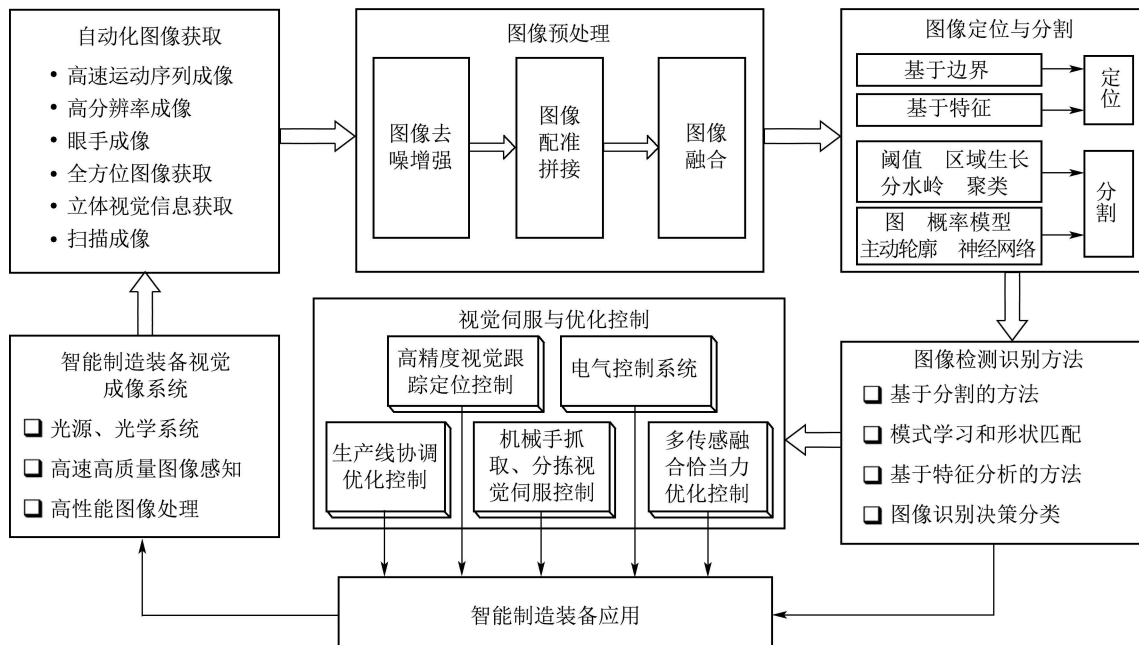 自动化图像获取
• 高速运动序列成像
• 高分辨率成像
• 眼手成像
• 全方位图像获取
• 立体视觉信息获取
• 扫描成像
图像预处理
图像去
噪增强
图像
配准
拼接
图像
融合
图像定位与分割
基于边界
基于特征
定
位
阈值 区域生长
分水岭 聚类
图 概率模型
主动轮廓 神经网络
分
割
智能制造装备视觉
成像系统
❑ 光源、光学系统
❑ 高速高质量图像感知
❑ 高性能图像处理
视觉伺服与优化控制
高精度视觉跟
踪定位控制
电气控制系统
生产线协调
优化控制
机械手抓
取、分拣视
觉伺服控制
多传感融
合恰当力
优化控制
图像检测识别方法
❑ 基于分割的方法
❑ 模式学习和形状匹配
❑ 基于特征分析的方法
❑ 图像识别决策分类
智能制造装备应用